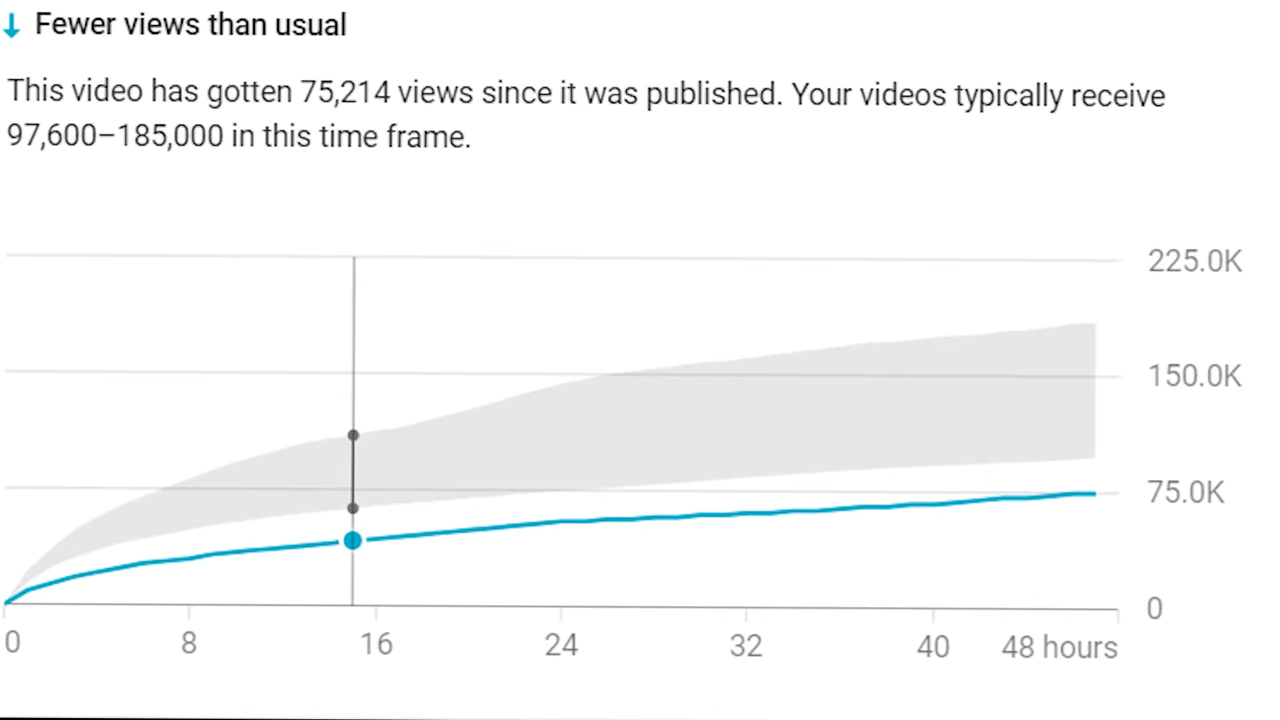 Fewer views than usual
This video has gotten 75,214 views since it was published. Your videos typically receive
97,600–185,000 in this time frame.
225.0K
150.0K
75.0K
0
0 8 16 24 32 40 48 hours